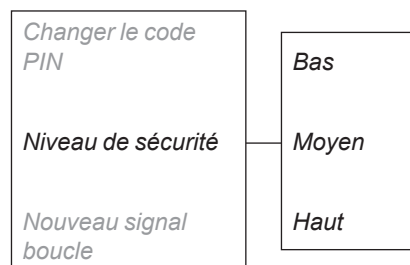 Changer le code
PIN
Niveau de sécurité
Nouveau signal
boucle
Bas
Moyen
Haut